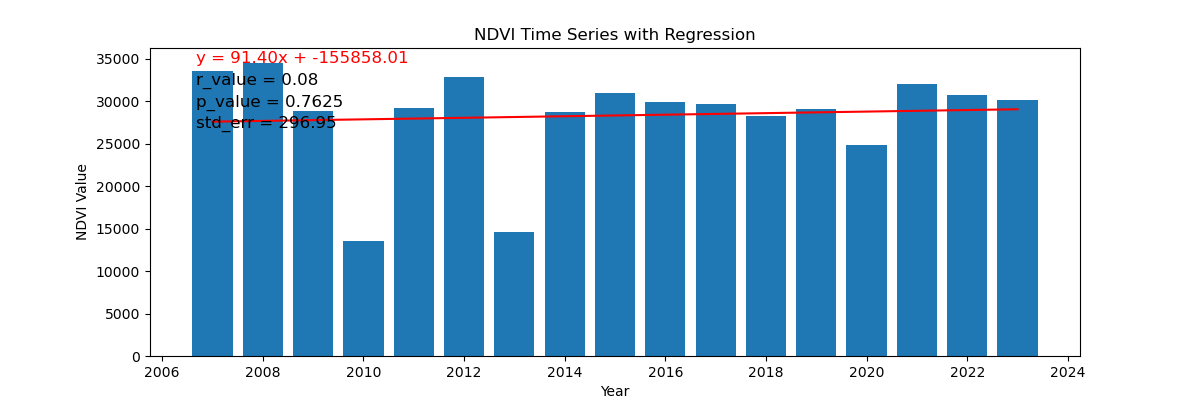 NDVI Time Series with Regression
y = 91.40x + -155858.01
r_value = 0.08
p_value = 0.7625
std_err = 296.95
NDVI Value
35000
30000
25000
20000
15000
10000
5000
0
2006 2008 2010 2012 2014 2016 2018 2020 2022 2024
Year